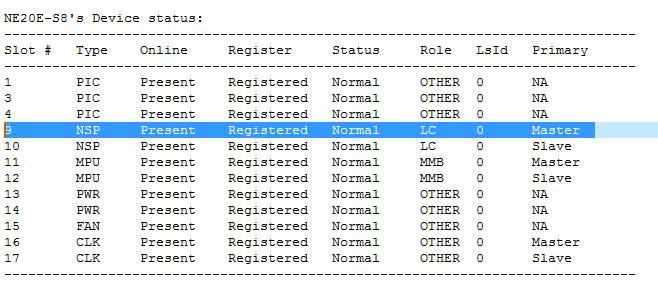 NE20E-S8's Device status:
-------------------------------------------------------------------------------
Slot #   Type    Online     Register     Status     Role   LsId   Primary
-------------------------------------------------------------------------------
1        PIC     Present    Registered   Normal     OTHER  0      NA
3        PIC     Present    Registered   Normal     OTHER  0      NA
4        PIC     Present    Registered   Normal     OTHER  0      NA
9        NSP     Present    Registered   Normal     LC     0      Master
10       NSP     Present    Registered   Normal     LC     0      Slave
11       MPU     Present    Registered   Normal     MMB    0      Master
12       MPU     Present    Registered   Normal     MMB    0      Slave
13       PWR     Present    Registered   Normal     OTHER  0      NA
14       PWR     Present    Registered   Normal     OTHER  0      NA
15       FAN     Present    Registered   Normal     OTHER  0      NA
16       CLK     Present    Registered   Normal     OTHER  0      Master
17       CLK     Present    Registered   Normal     OTHER  0      Slave
-------------------------------------------------------------------------------